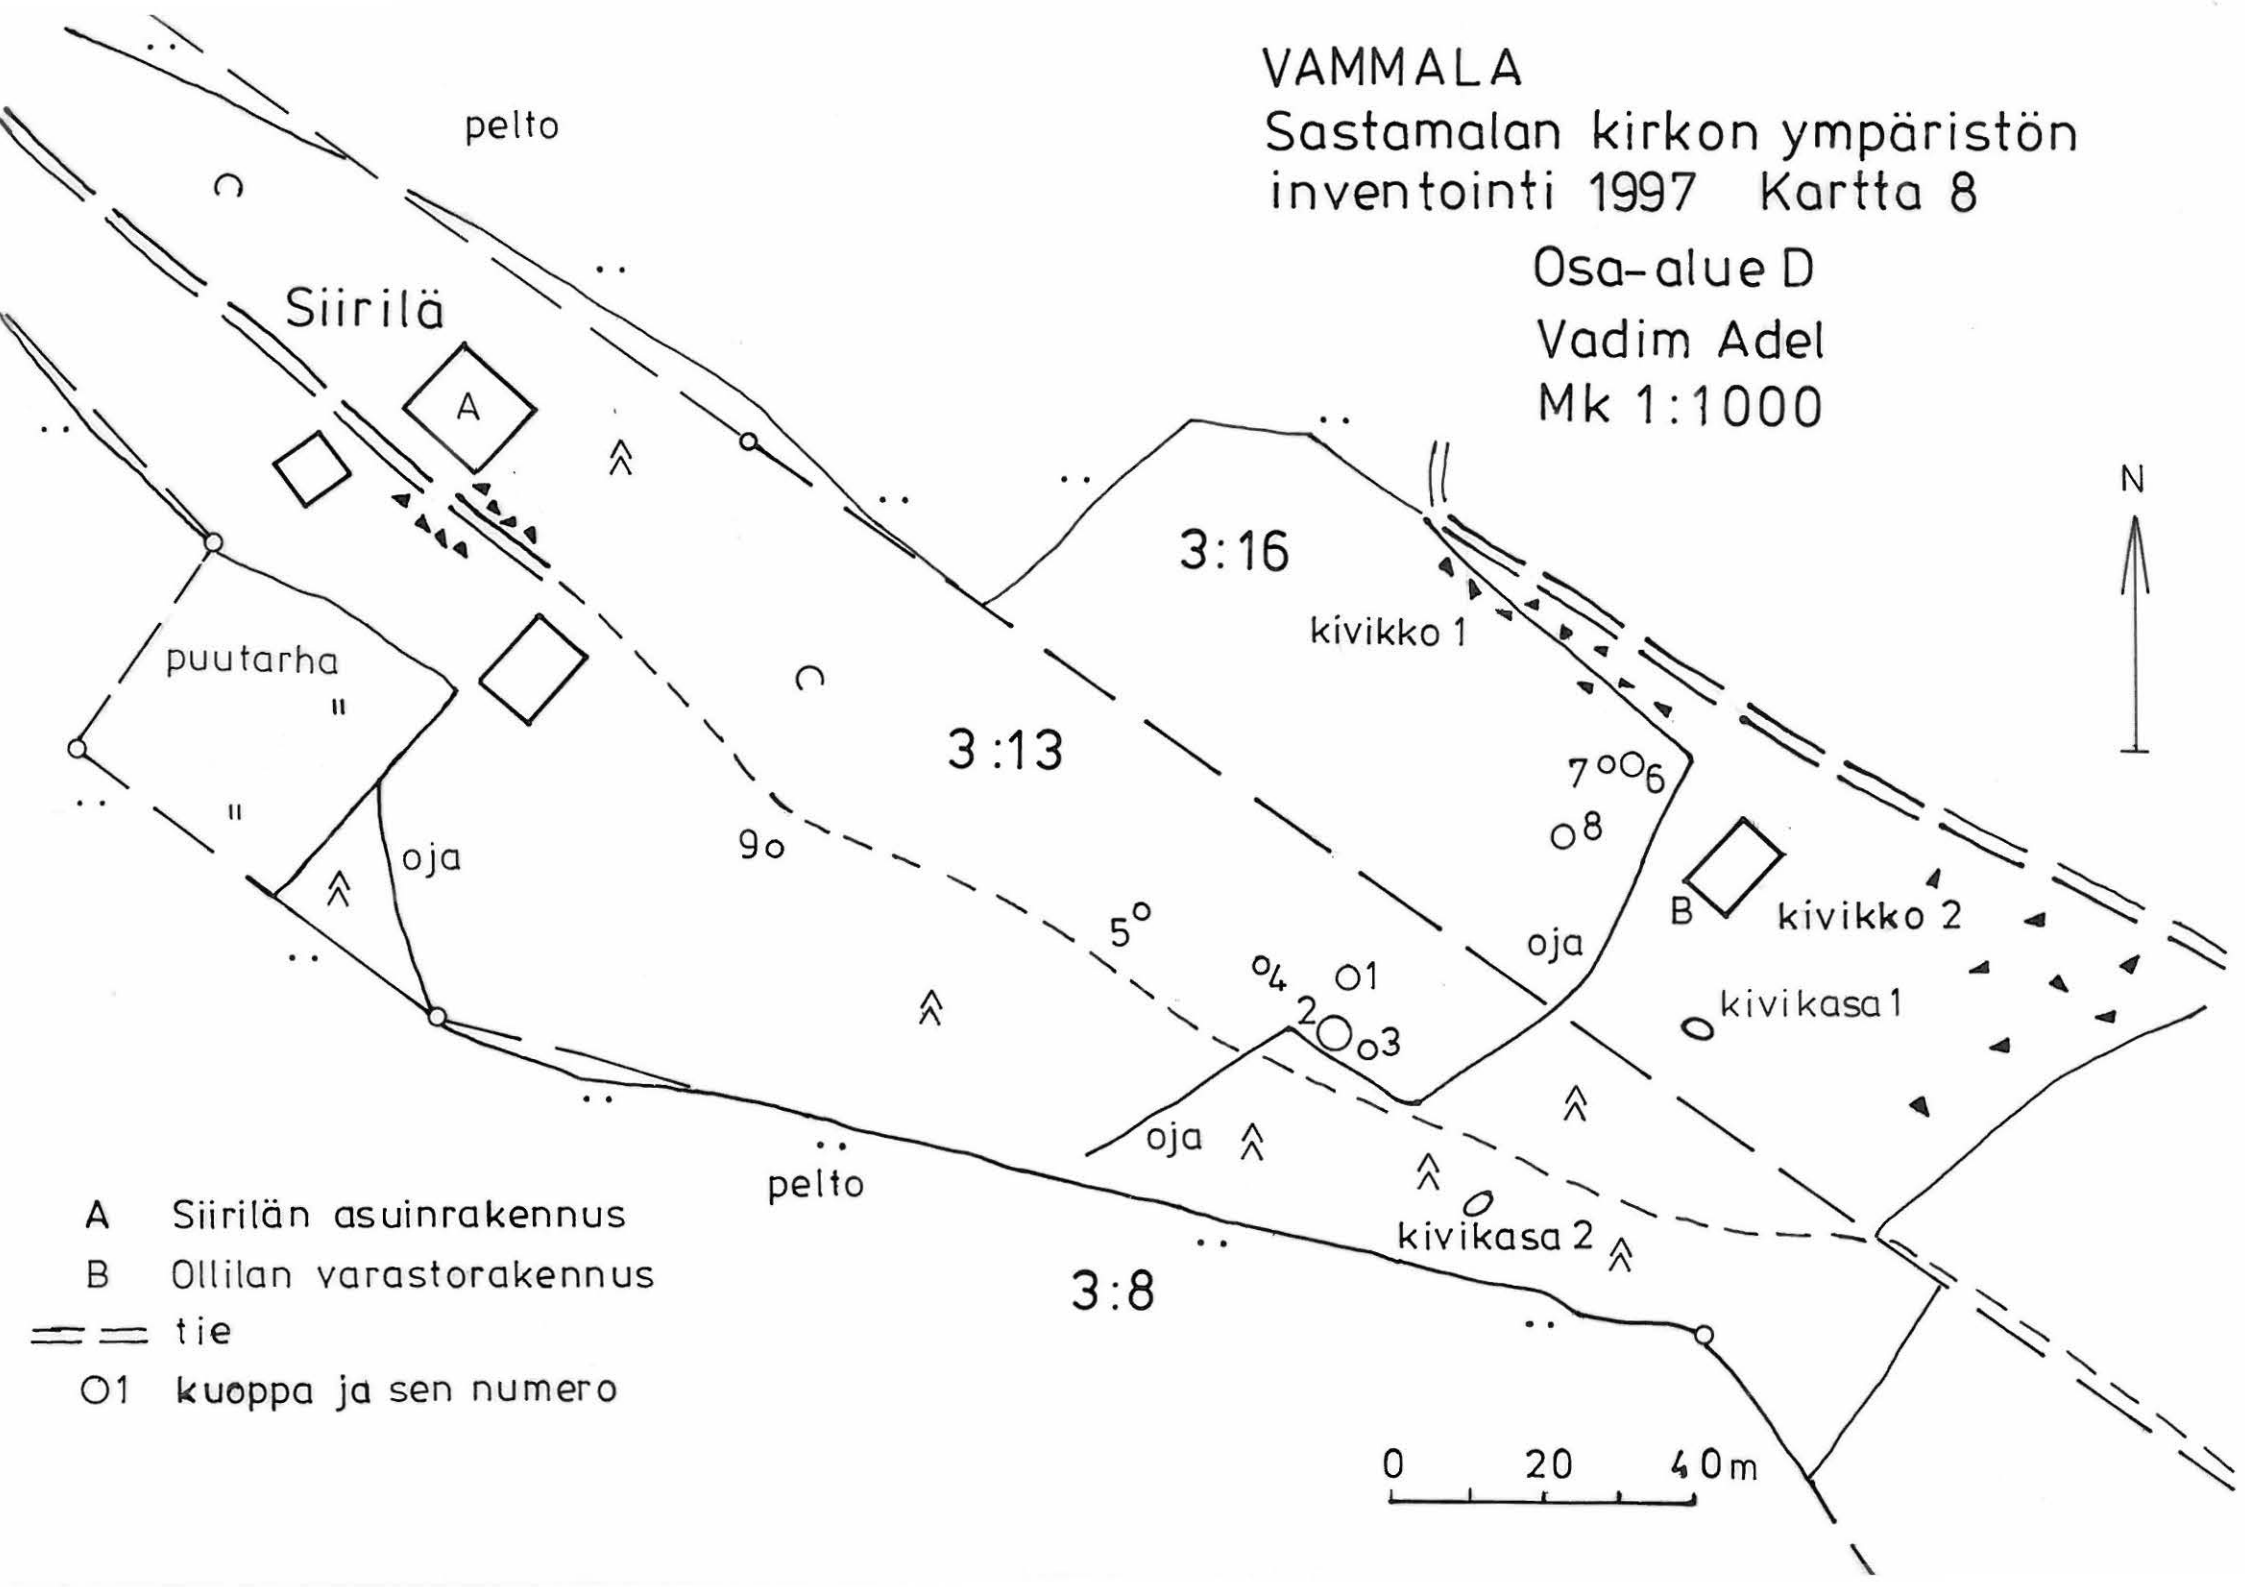 VAMMALA
Sastamalan kirkon ympäristön
inventointi 1997 Kartta 8
Osa-alue D
Vadim Adel
Mk 1:1000
N
pelto
Siirilä
A
3:16
kivikko 1
puutarha
3:13
7 6
8
9
oja
5
B
kivikko 2
oja
4 1
2
3
kivikasa 1
oja
pelto
kivikasa 2
3:8
A Siirilän asuinrakennus
B Ollilan varastorakennus
tie
1 kuoppa ja sen numero
0 20 40m